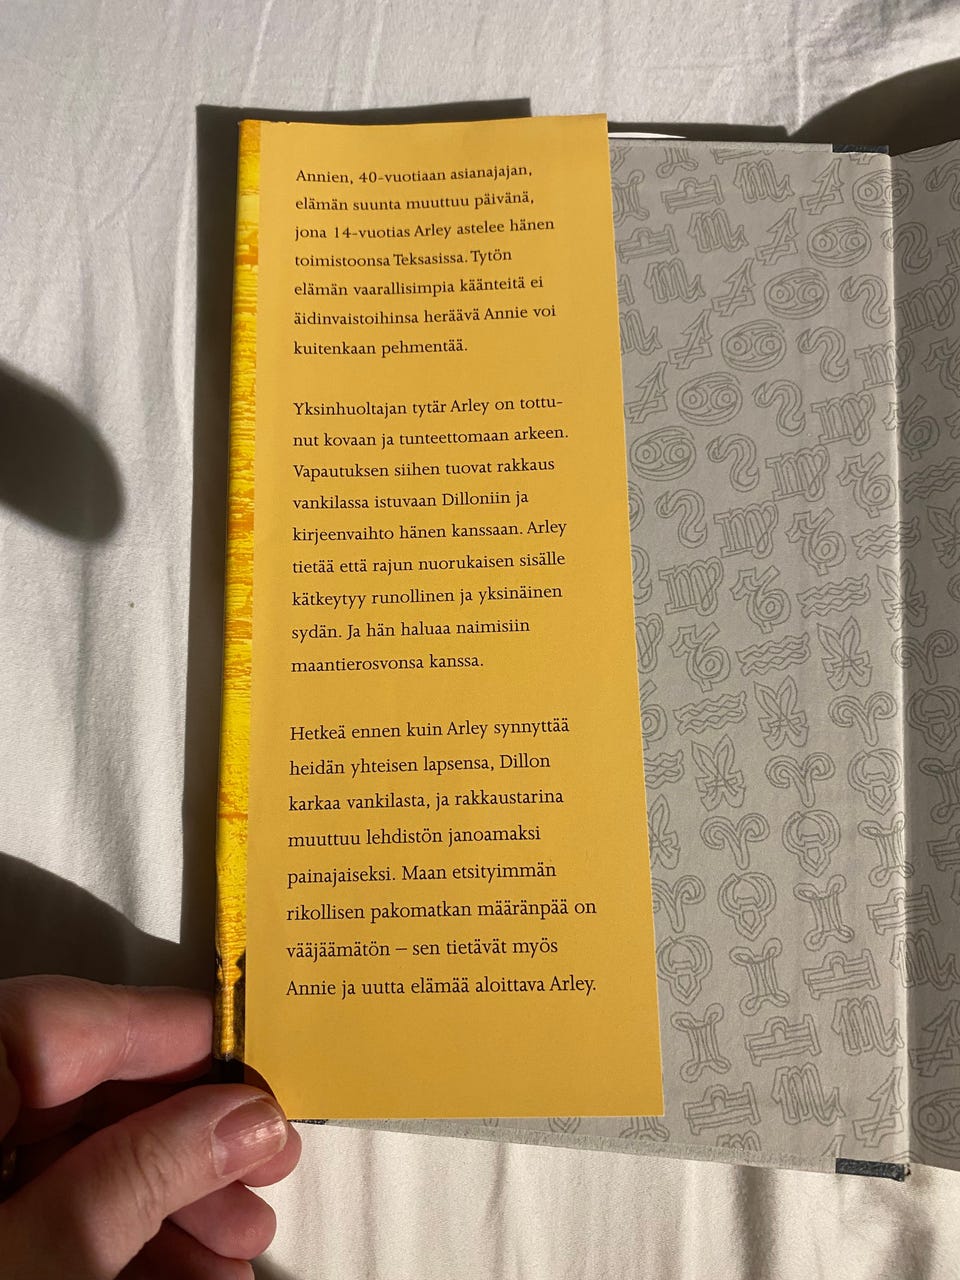 Annien, 40-vuotiaan asianajajan,
elämän suunta muuttuu päivänä,
jona 14-vuotias Arley astelee hänen
toimistoonsa Teksasissa. Tytön
elämän vaarallisimpia käänteitä ei
äidinvaistoihinsa heräävä Annie voi
kuitenkaan pehmentää.
Yksinhuoltajan tytär Arley on tottu-
nut kovaan ja tunteettomaan arkeen.
Vapautuksen siihen tuovat rakkaus
vankilassa istuvaan Dilloniin ja
kirjeenvaihto hänen kanssaan. Arley
tietää että rajun nuorukaisen sisälle
kätkeytyy runollinen ja yksinäinen
sydän. Ja hän haluaa naimisiin
maantierosvonsa kanssa.
Hetkeä ennen kuin Arley synnyttää
heidän yhteisen lapsensa, Dillon
karkaa vankilasta, ja rakkaustarina
muuttuu lehdistön janoamaksi
painajaiseksi. Maan etsityimmän
rikollisen pakomatkan määränpää on
vääjäämätön – sen tietävät myös
Annie ja uutta elämää aloittava Arley.